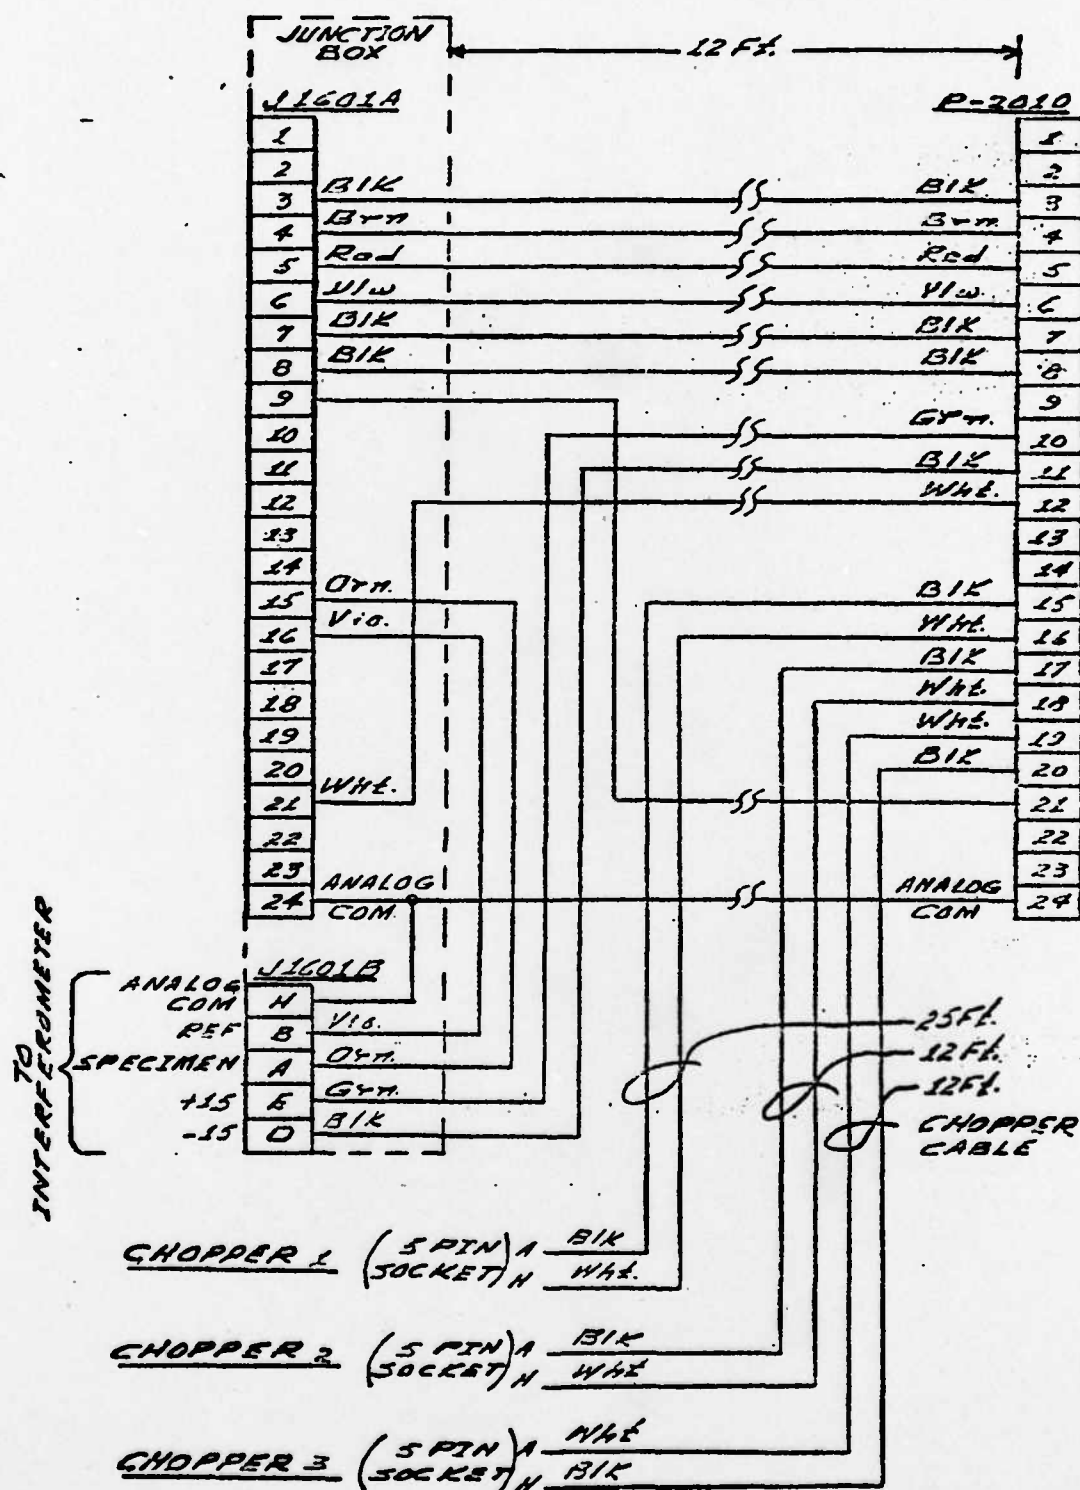 JUNCTION
BOX
12 Ft.
J1601A
P-2010
1
2
3
4
5
6
7
8
9
10
11
12
13
14
15
16
17
18
19
20
21
22
23
24
Blk
Brn
Red
Ylw
Blk
Blk
Orn.
Vio.
Wht.
ANALOG
COM
Blk
Brn.
Red
Ylw.
Blk
Blk
Grn.
Blk
Wht.
Blk
Wht.
Blk
Wht.
Wht.
Blk
ANALOG
COM
1
2
3
4
5
6
7
8
9
10
11
12
13
14
15
16
17
18
19
20
21
22
23
24
J1601B
TO
INTERFEROMETER
ANALOG
COM H
REF B Vio.
SPECIMEN A Orn.
+15 E Grn.
-15 D Blk
25Ft.
12Ft.
12Ft.
CHOPPER
CABLE
CHOPPER 1 (5 PIN SOCKET) A Blk
H Wht.
CHOPPER 2 (5 PIN SOCKET) A Blk
H Wht
CHOPPER 3 (5 PIN SOCKET) A Wht
H Blk